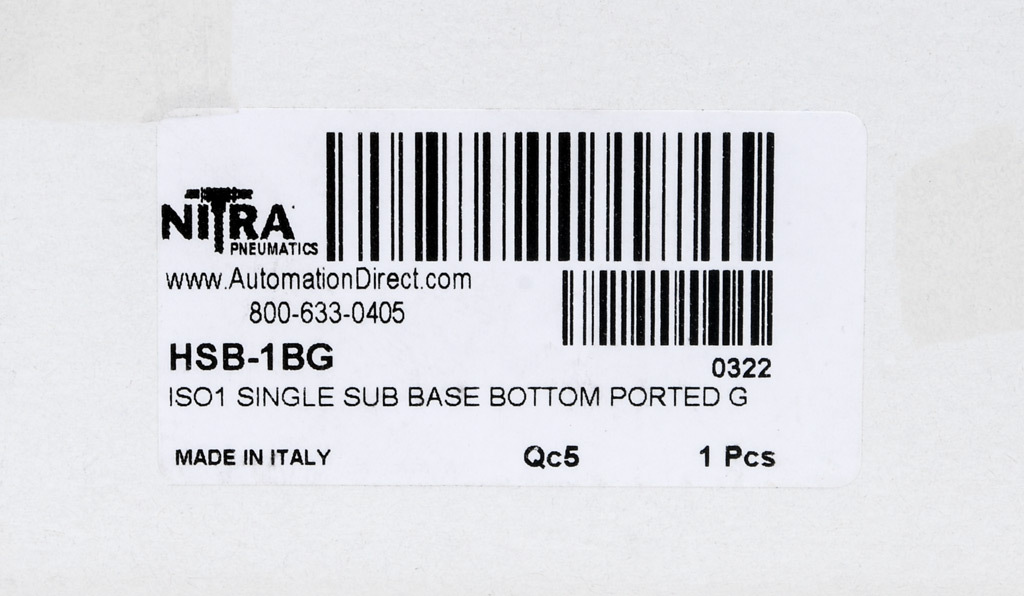 NITRA
PNEUMATICS
www.AutomationDirect.com
800-633-0405
HSB-1BG
0322
ISO1 SINGLE SUB BASE BOTTOM PORTED G
MADE IN ITALY Qc5 1 Pcs